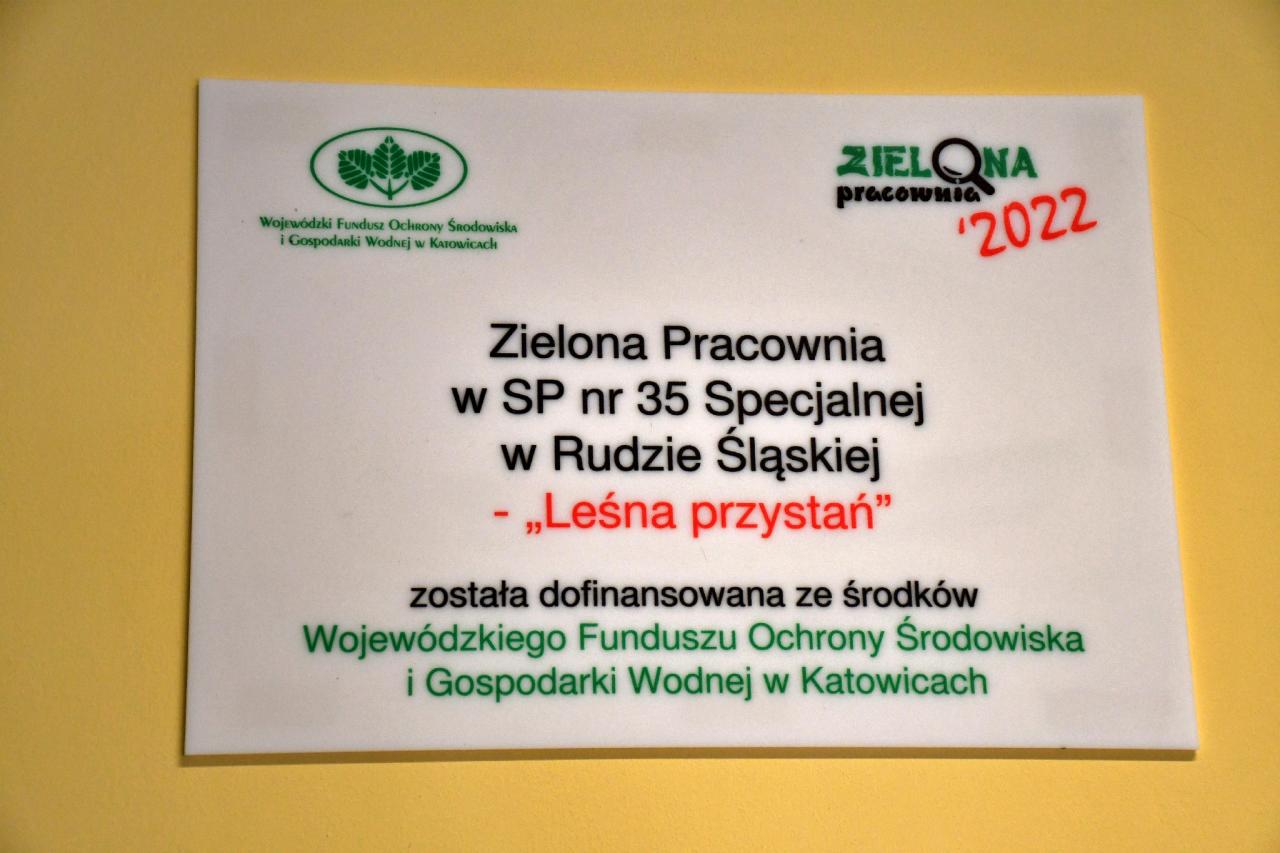 Wojewódzki Fundusz Ochrony Środowiska
i Gospodarki Wodnej w Katowicach
ZIELONA
pracownia
'2022
Zielona Pracownia
w SP nr 35 Specjalnej
w Rudzie Śląskiej
- „Leśna przystań”
została dofinansowana ze środków
Wojewódzkiego Funduszu Ochrony Środowiska
i Gospodarki Wodnej w Katowicach